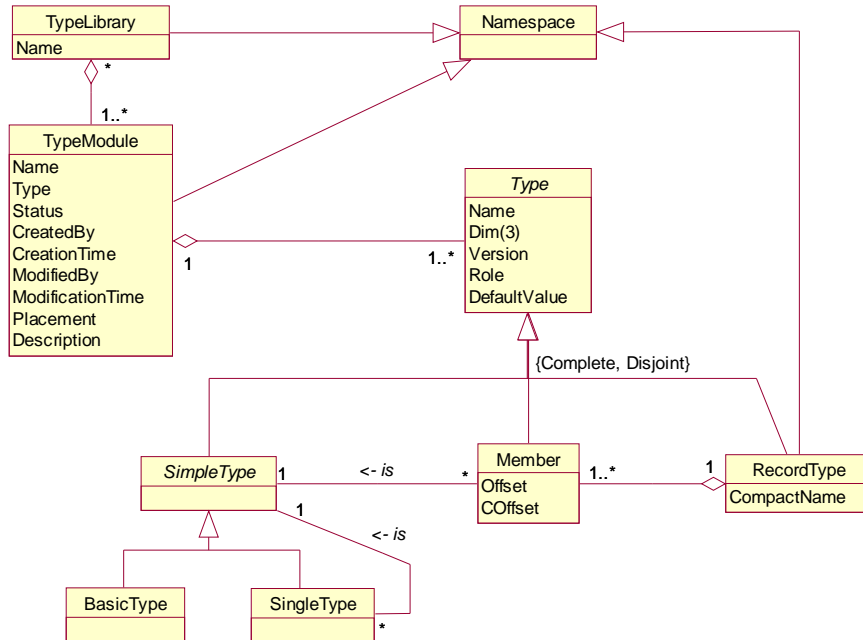 TypeLibrary
Name
Namespace
*
1..*
TypeModule
Name
Type
Status
CreatedBy
CreationTime
ModifiedBy
ModificationTime
Placement
Description
1
1..*
Type
Name
Dim(3)
Version
Role
DefaultValue
{Complete, Disjoint}
SimpleType
1
<- is
*
Member
Offset
COffset
1..*
1
RecordType
CompactName
1
<- is
*
BasicType
SingleType